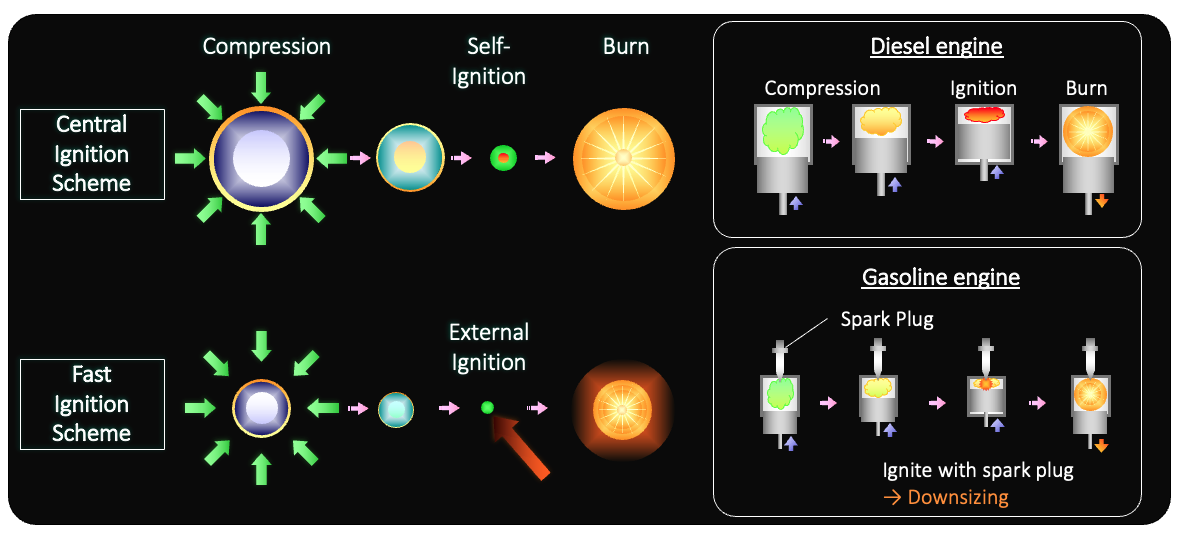 Compression
Self-
Ignition
Burn
Central
Ignition
Scheme
External
Ignition
Fast
Ignition
Scheme
Diesel engine
Compression
Ignition
Burn
Gasoline engine
Spark Plug
Ignite with spark plug
→ Downsizing